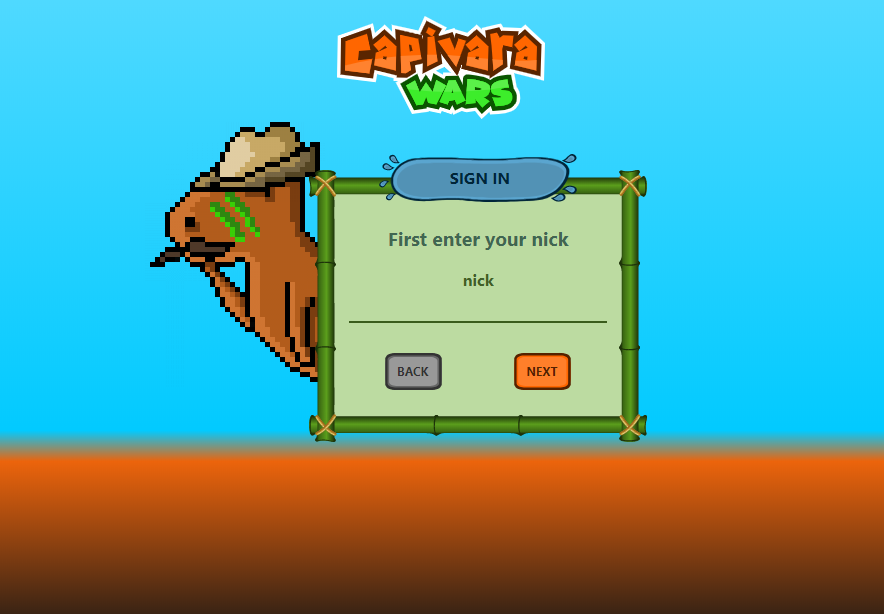 Capivara
WARS
SIGN IN
First enter your nick
nick
BACK
NEXT